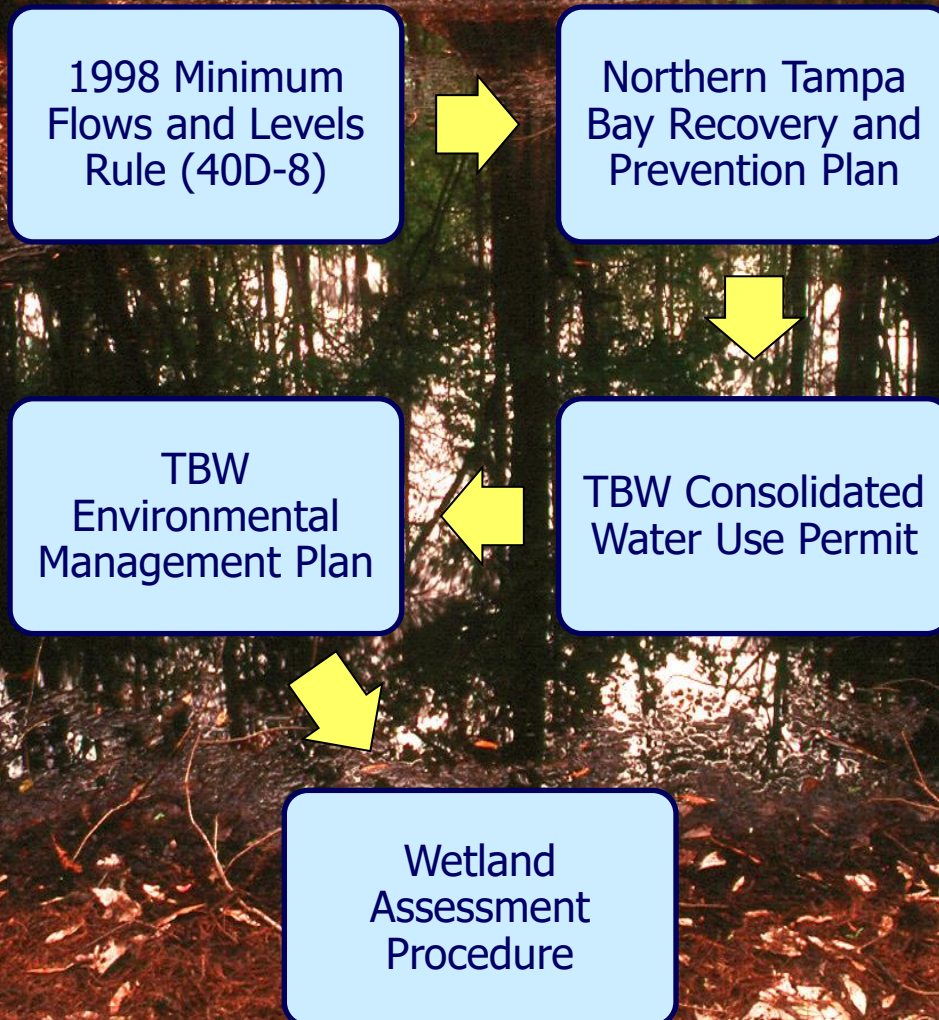 1998 Minimum
Flows and Levels
Rule (40D-8)
Northern Tampa
Bay Recovery and
Prevention Plan
TBW Consolidated
Water Use Permit
TBW
Environmental
Management Plan
Wetland
Assessment
Procedure